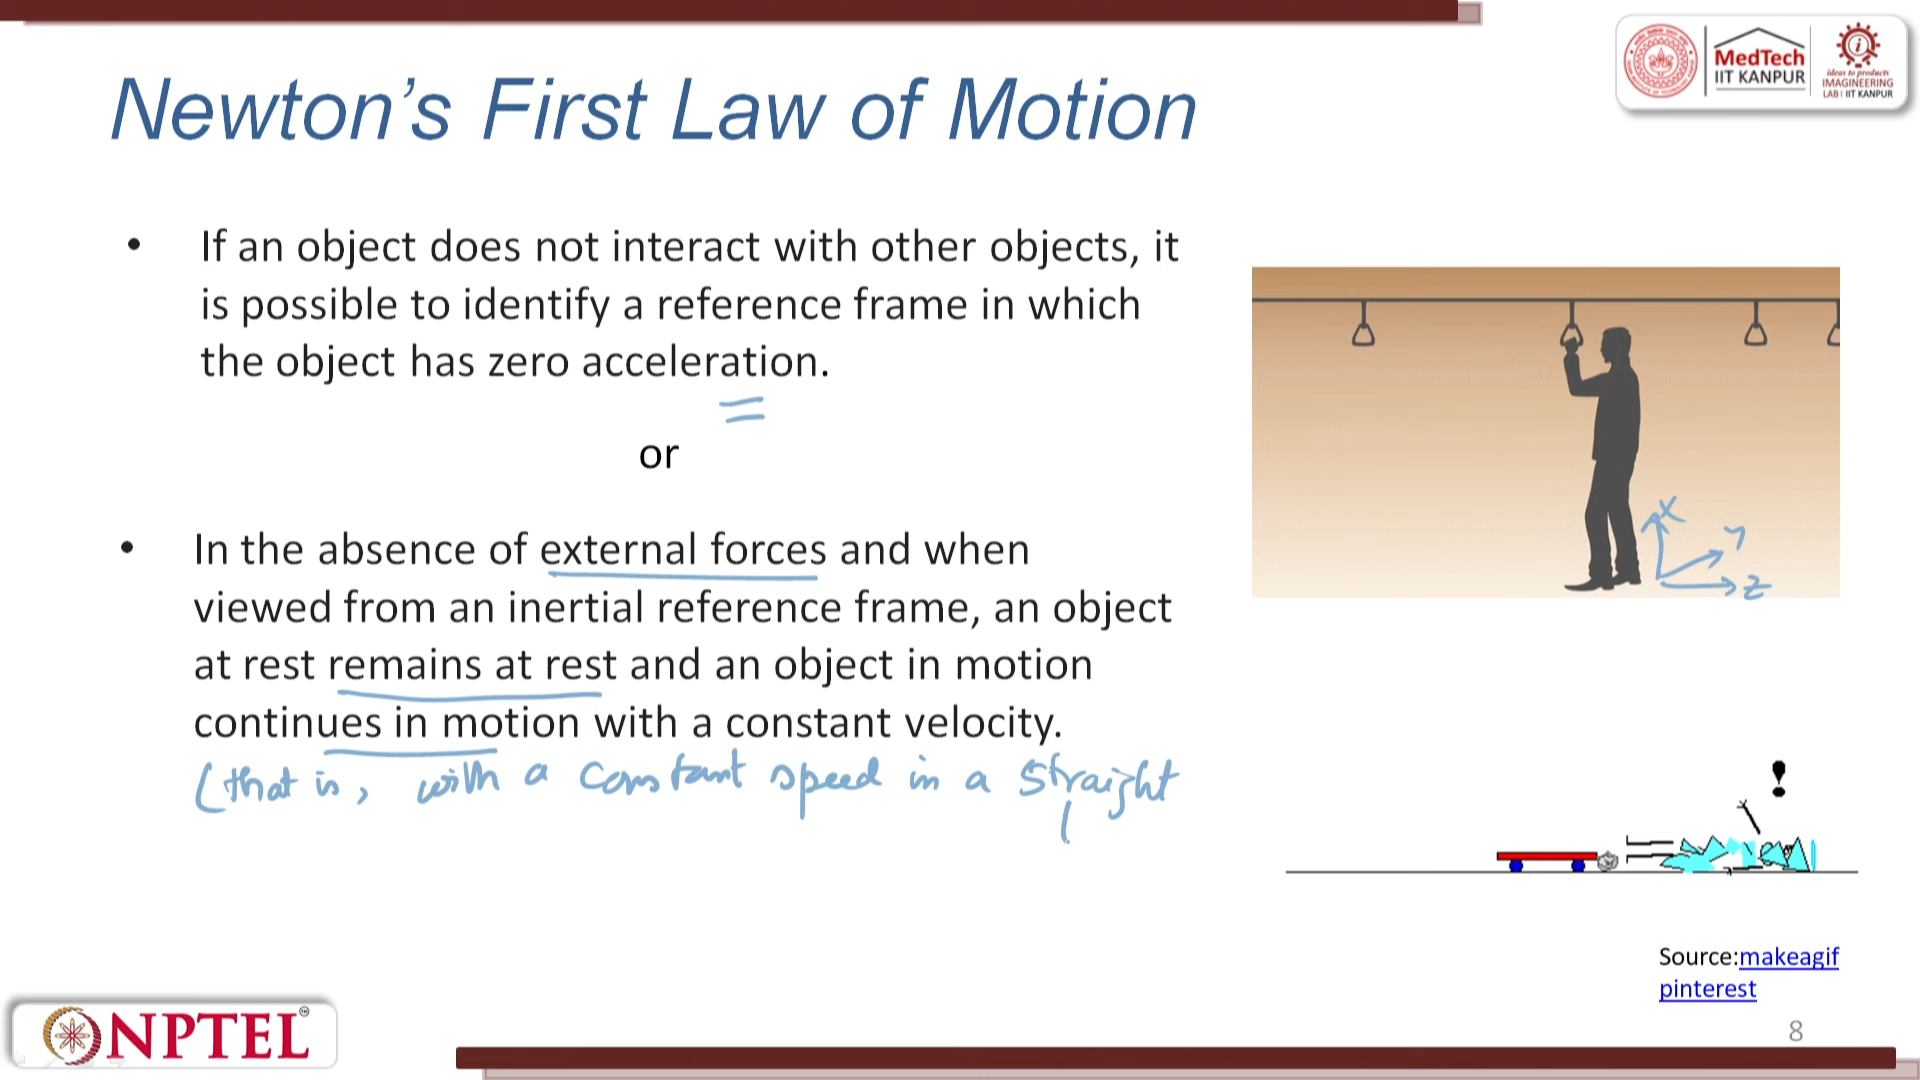 Newton’s First Law of Motion
MedTech
IIT KANPUR
ideas to products
IMAGINEERING
LAB | IIT KANPUR
• If an object does not interact with other objects, it
is possible to identify a reference frame in which
the object has zero acceleration.
or
• In the absence of external forces and when
viewed from an inertial reference frame, an object
at rest remains at rest and an object in motion
continues in motion with a constant velocity.
(that is, with a constant speed in a straight
X
Y
Z
!
Source:makeagif
pinterest
8
NPTEL™